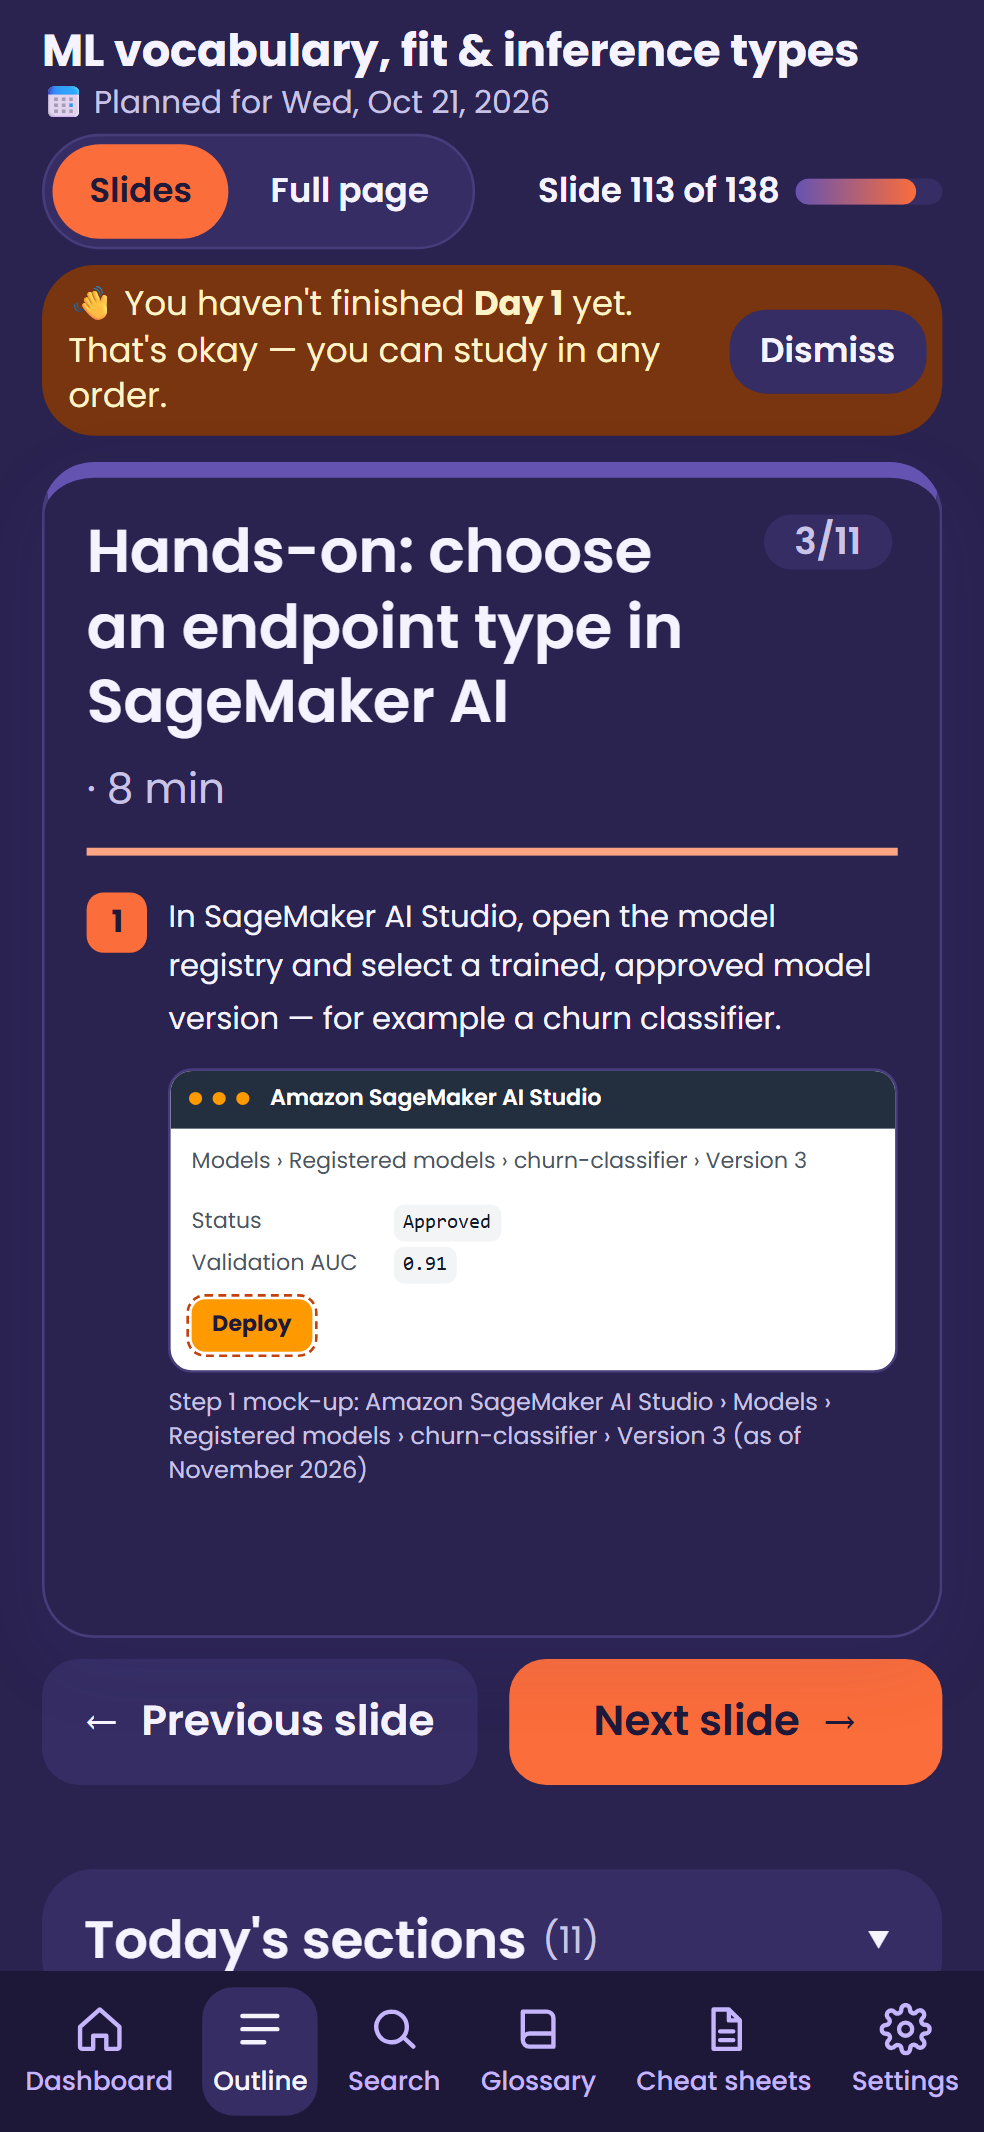 ML vocabulary, fit & inference types
Planned for Wed, Oct 21, 2026
Slides
Full page
Slide 113 of 138
👋 You haven't finished Day 1 yet.
That's okay — you can study in any
order.
Dismiss
Hands-on: choose
an endpoint type in
SageMaker AI
3/11
· 8 min
1
In SageMaker AI Studio, open the model
registry and select a trained, approved model
version — for example a churn classifier.
Amazon SageMaker AI Studio
Models › Registered models › churn-classifier › Version 3
Status Approved
Validation AUC 0.91
Deploy
Step 1 mock-up: Amazon SageMaker AI Studio › Models ›
Registered models › churn-classifier › Version 3 (as of
November 2026)
← Previous slide
Next slide →
Today's sections (11) ▼
Dashboard
Outline
Search
Glossary
Cheat sheets
Settings